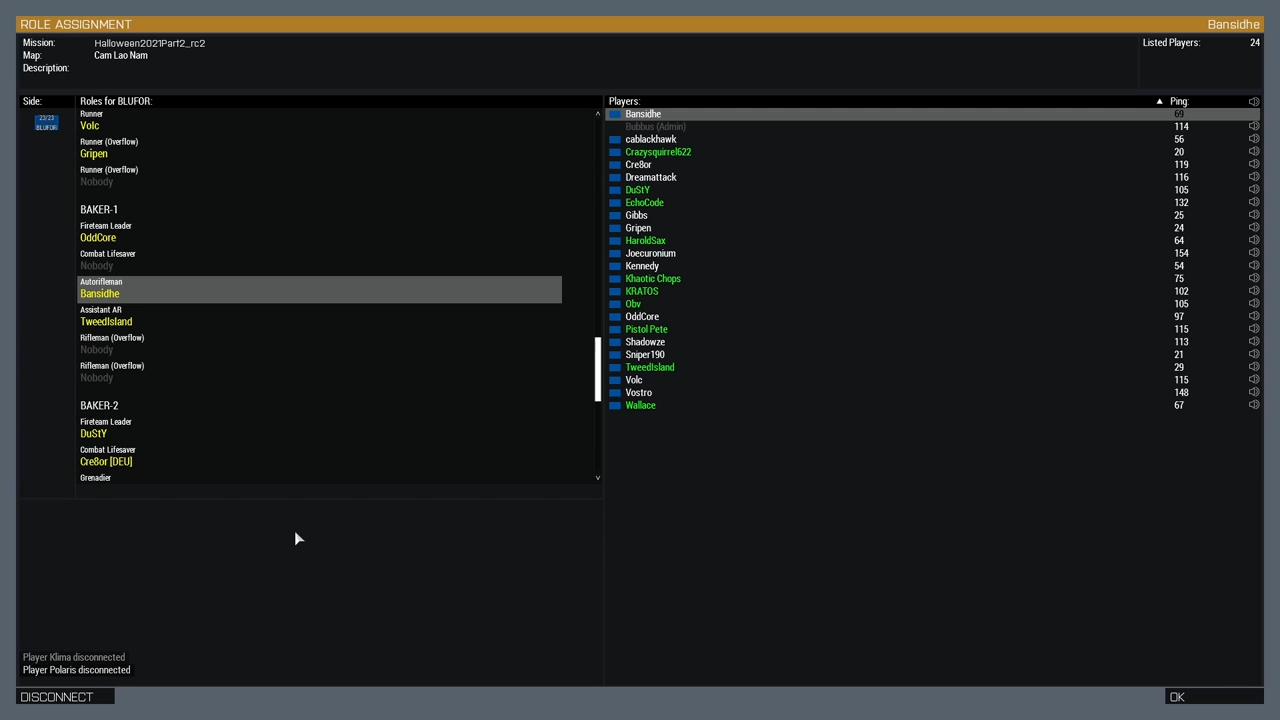 ROLE ASSIGNMENT Bansidhe
Mission: Halloween2021Part2_rc2 Listed Players: 24
Map: Cam Lao Nam
Description:
Side: Roles for BLUFOR: Players: Ping:
23/23
BLUFOR
Runner
Volc
Runner (Overflow)
Gripen
Runner (Overflow)
Nobody
BAKER-1
Fireteam Leader
OddCore
Combat Lifesaver
Nobody
Autorifleman
Bansidhe
Assistant AR
TweedIsland
Rifleman (Overflow)
Nobody
Rifleman (Overflow)
Nobody
BAKER-2
Fireteam Leader
DuStY
Combat Lifesaver
Cre8or [DEU]
Grenadier
Bansidhe 69
Bubbus (Admin) 114
cablackhawk 56
Crazysquirrel622 20
Cre8or 119
Dreamattack 116
DuStY 105
EchoCode 132
Gibbs 25
Gripen 24
HaroldSax 64
Joecuronium 154
Kennedy 54
Khaotic Chops 75
KRATOS 102
Obv 105
OddCore 97
Pistol Pete 115
Shadowze 113
Sniper190 21
TweedIsland 29
Volc 115
Vostro 148
Wallace 67
Player Klima disconnected
Player Polaris disconnected
DISCONNECT OK